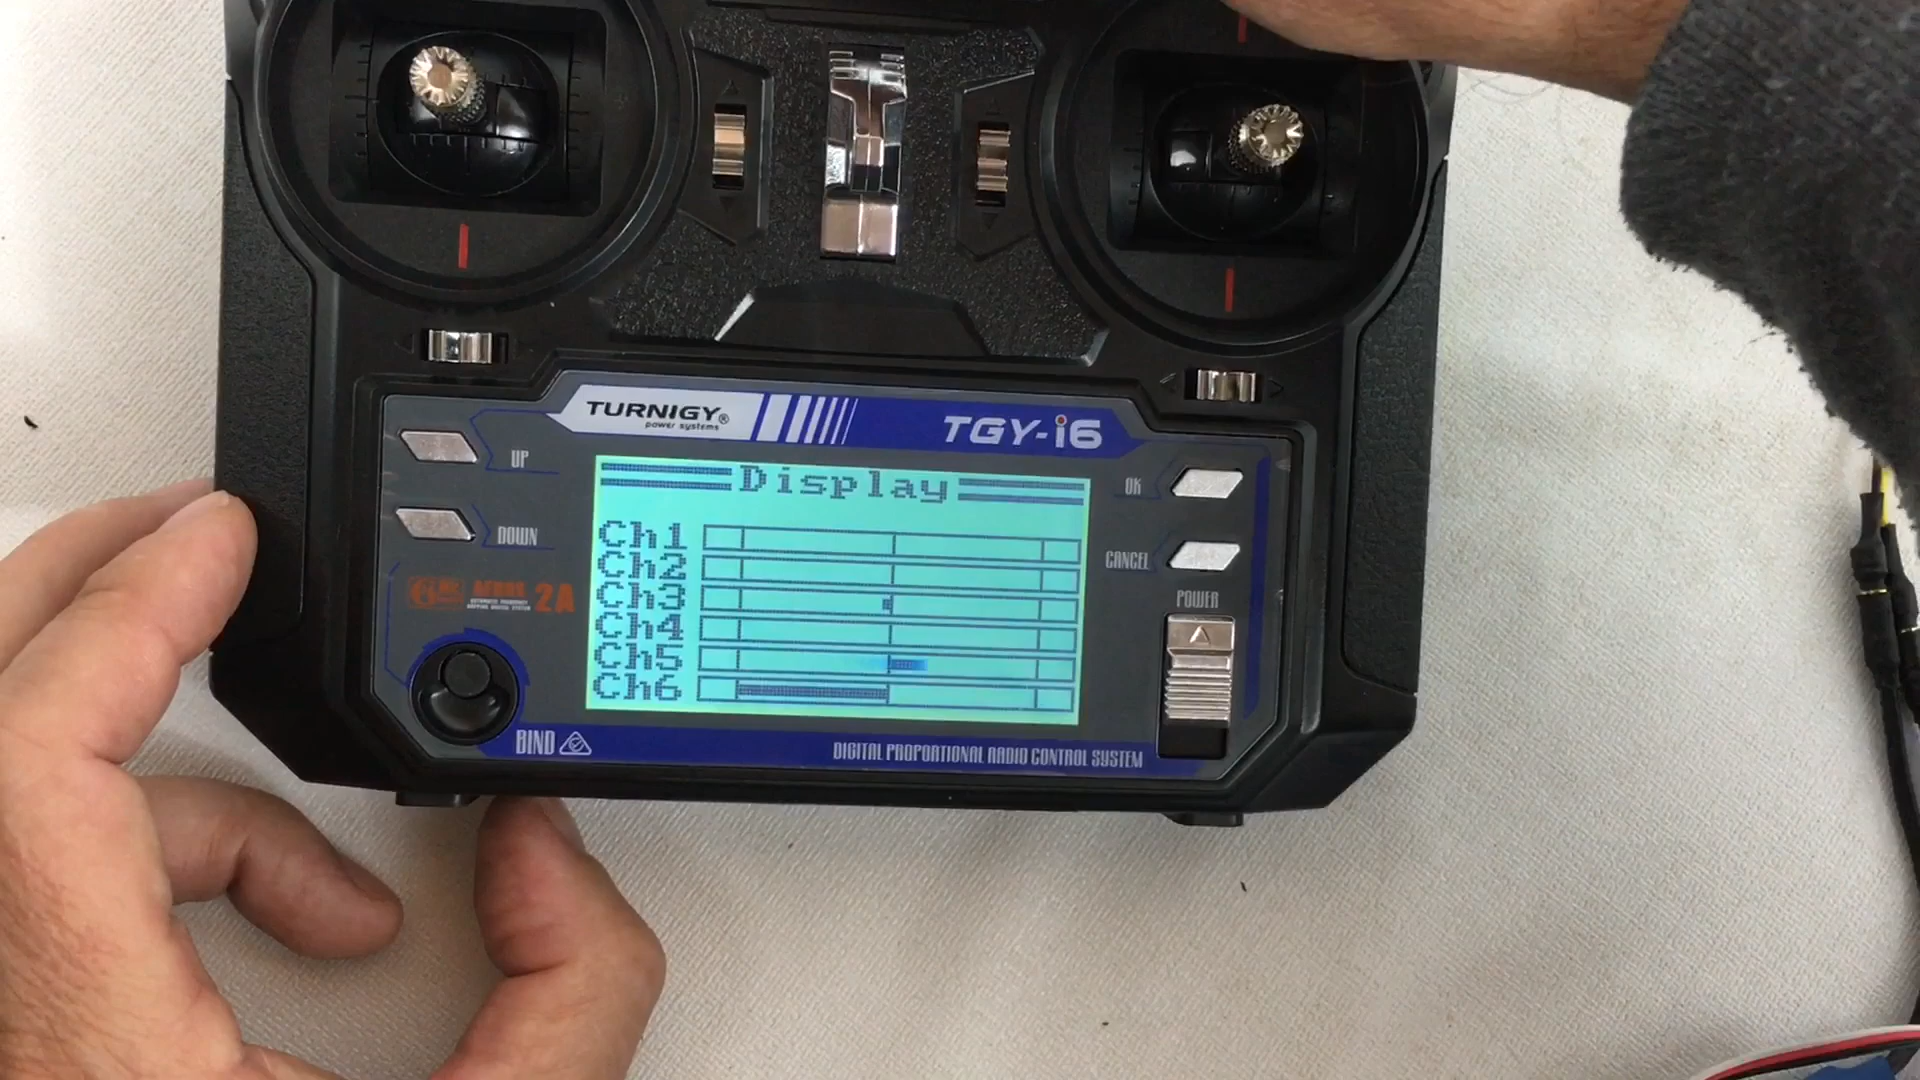 TURNIGY®
power systems
TGY-i6
UP
DOWN
OK
CANCEL
POWER
Display
Ch1
Ch2
Ch3
Ch4
Ch5
Ch6
2A
BIND
DIGITAL PROPORTIONAL RADIO CONTROL SYSTEM